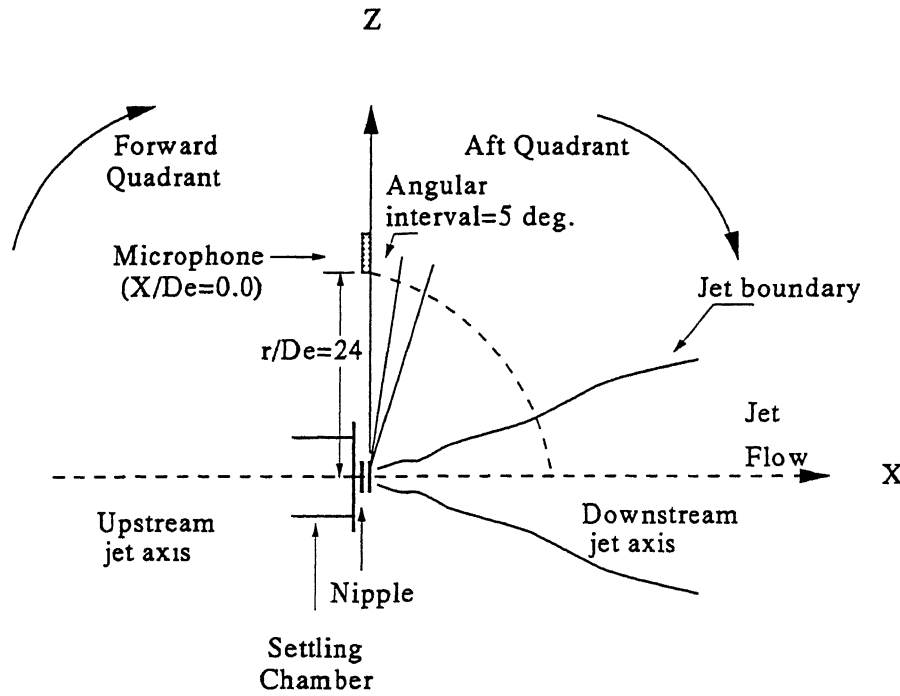 Z
Forward
Quadrant
Aft Quadrant
Angular
interval=5 deg.
Microphone
(X/De=0.0)
Jet boundary
r/De=24
Jet
Flow
X
Upstream
jet axis
Downstream
jet axis
Nipple
Settling
Chamber